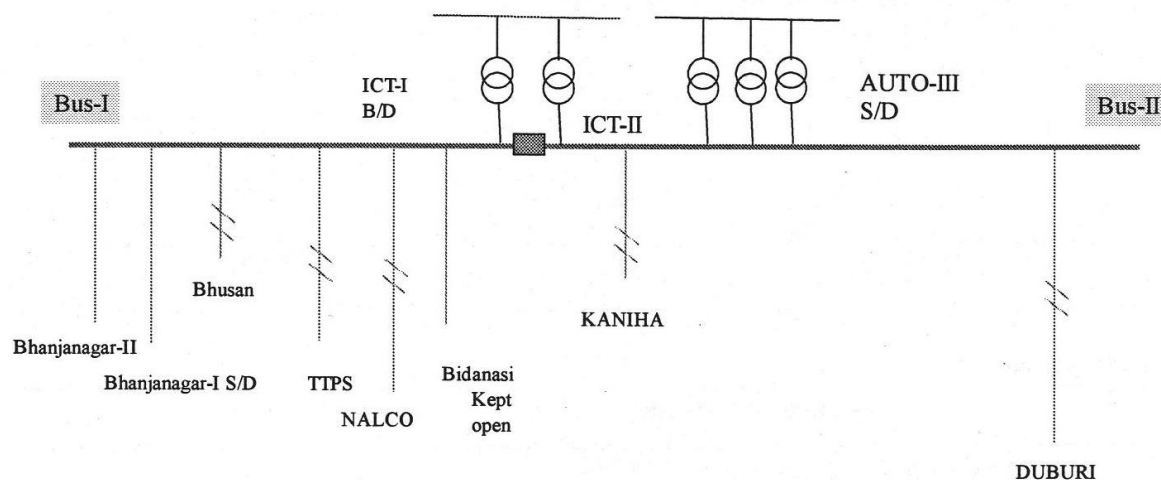 ICT-I
B/D
AUTO-III
S/D
Bus-I
ICT-II
Bus-II
Bhusan
KANIHA
Bhanjanagar-II
Bhanjanagar-I S/D
TTPS
Bidanasi
Kept
open
NALCO
DUBURI